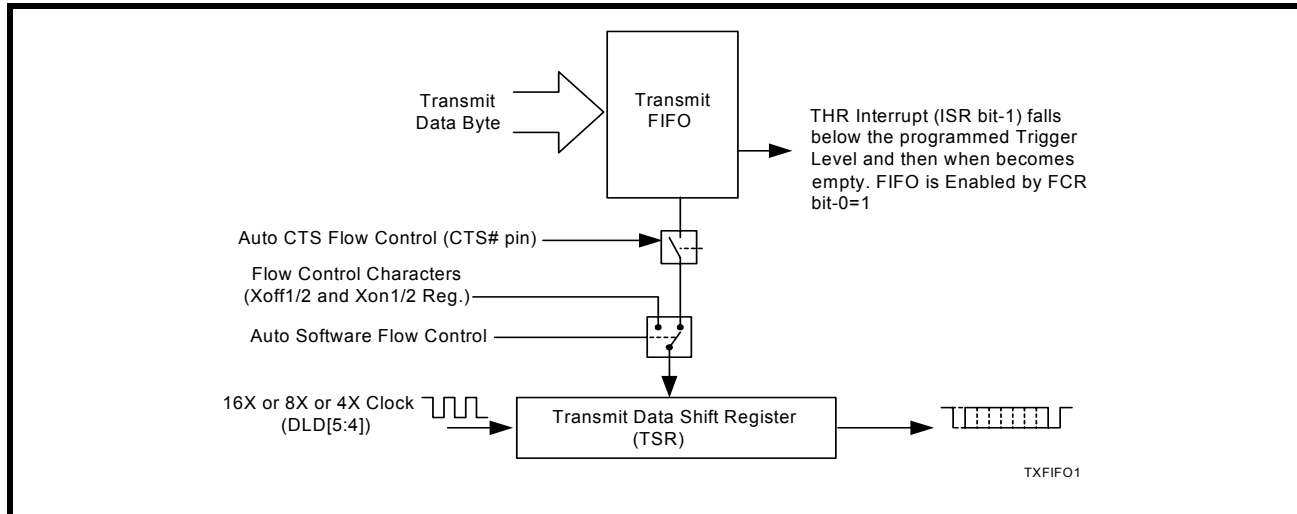 Transmit
Data Byte
Transmit
FIFO
THR Interrupt (ISR bit-1) falls
below the programmed Trigger
Level and then when becomes
empty. FIFO is Enabled by FCR
bit-0=1
Auto CTS Flow Control (CTS# pin)
Flow Control Characters
(Xoff1/2 and Xon1/2 Reg.)
Auto Software Flow Control
16X or 8X or 4X Clock
(DLD[5:4])
Transmit Data Shift Register
(TSR)
TXFIFO1